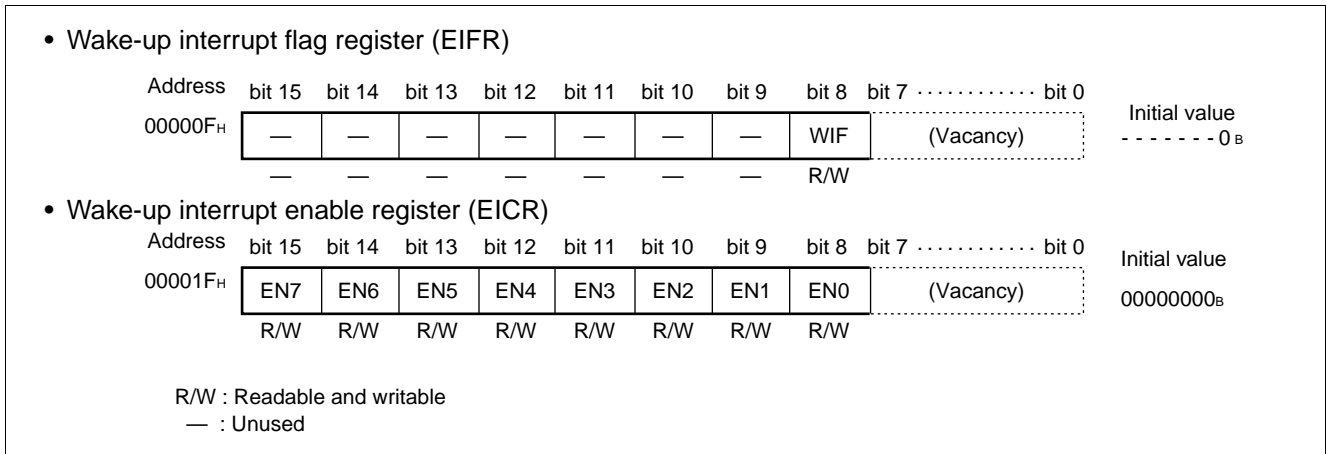 • Wake-up interrupt flag register (EIFR)
Address bit 15 bit 14 bit 13 bit 12 bit 11 bit 10 bit 9 bit 8 bit 7 ············ bit 0
Initial value
00000FH — — — — — — — WIF (Vacancy)
- - - - - - - 0 B
— — — — — — — R/W
• Wake-up interrupt enable register (EICR)
Address bit 15 bit 14 bit 13 bit 12 bit 11 bit 10 bit 9 bit 8 bit 7 ············ bit 0
Initial value
00001FH EN7 EN6 EN5 EN4 EN3 EN2 EN1 EN0 (Vacancy)
00000000B
R/W R/W R/W R/W R/W R/W R/W R/W
R/W : Readable and writable
— : Unused